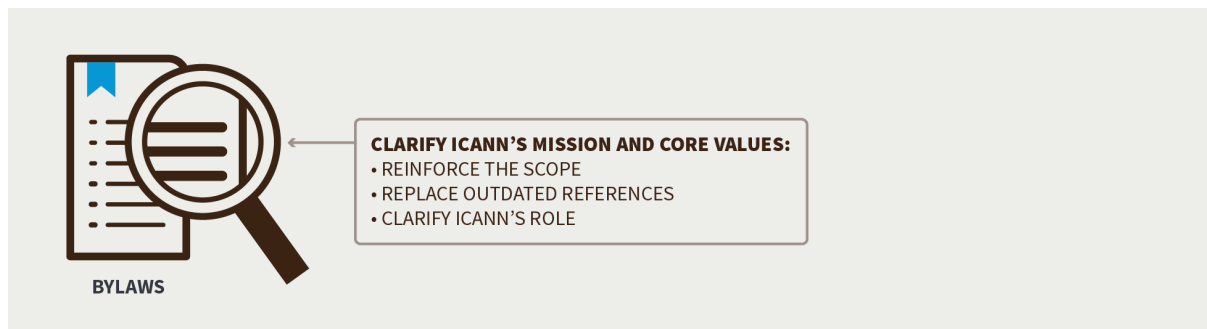 CLARIFY ICANN’S MISSION AND CORE VALUES:
• REINFORCE THE SCOPE
• REPLACE OUTDATED REFERENCES
• CLARIFY ICANN’S ROLE
BYLAWS